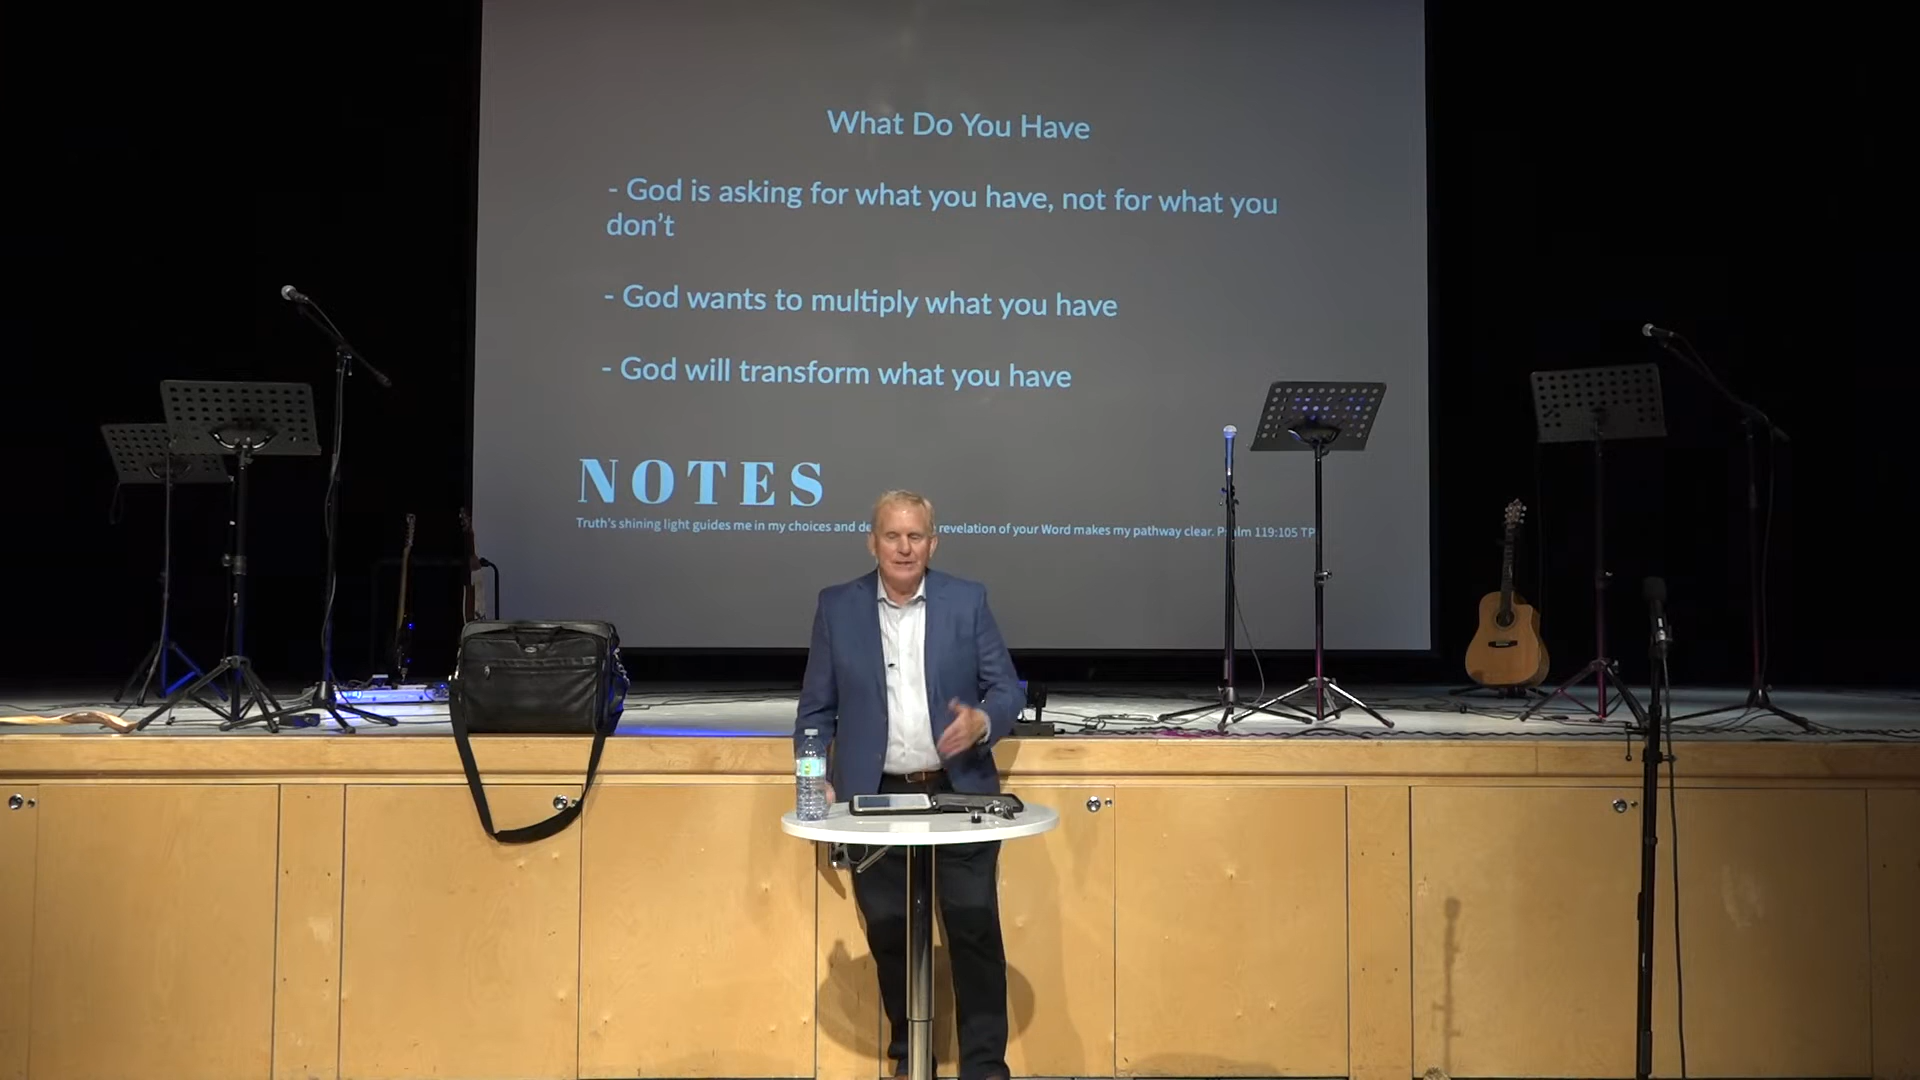 What Do You Have
- God is asking for what you have, not for what you
don't
- God wants to multiply what you have
- God will transform what you have
NOTES
Truth's shining light guides me in my choices and revelation of your Word makes my pathway clear. 119:105